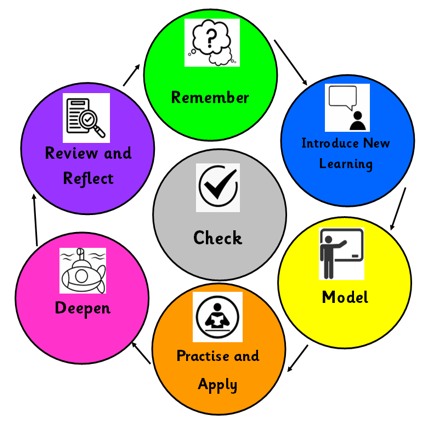 Remember
Introduce New
Learning
Model
Practise and
Apply
Deepen
Review and
Reflect
Check